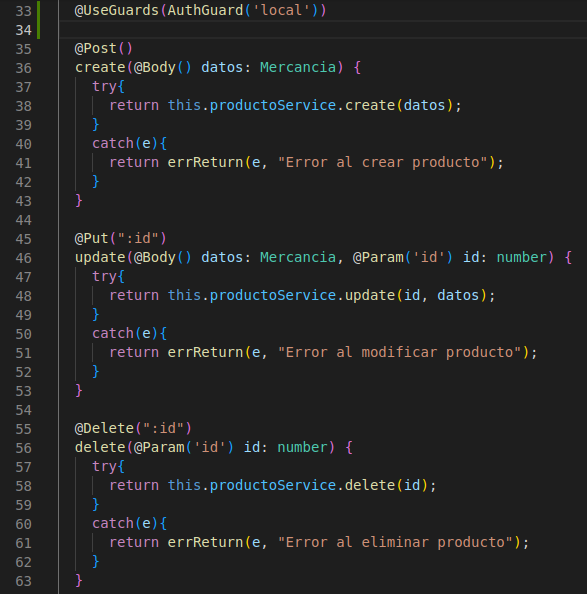 33 @UseGuards(AuthGuard('local'))
34
35 @Post()
36 create(@Body() datos: Mercancia) {
37   try{
38     return this.productoService.create(datos);
39   }
40   catch(e){
41     return errReturn(e, "Error al crear producto");
42   }
43 }
44
45 @Put(":id")
46 update(@Body() datos: Mercancia, @Param('id') id: number) {
47   try{
48     return this.productoService.update(id, datos);
49   }
50   catch(e){
51     return errReturn(e, "Error al modificar producto");
52   }
53 }
54
55 @Delete(":id")
56 delete(@Param('id') id: number) {
57   try{
58     return this.productoService.delete(id);
59   }
60   catch(e){
61     return errReturn(e, "Error al eliminar producto");
62   }
63 }